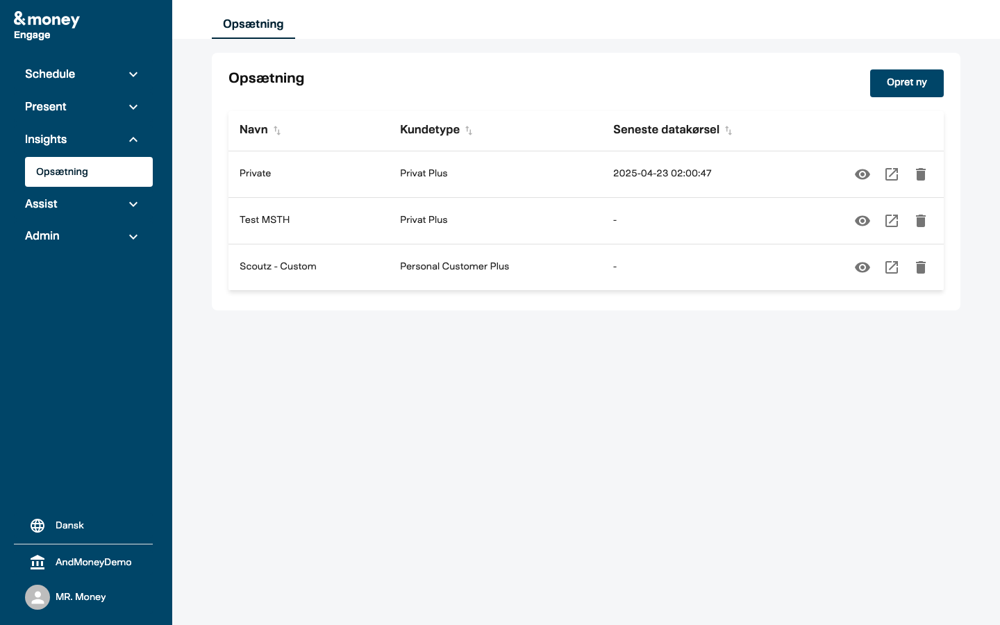 &money
Engage
Schedule
Present
Insights
Opsætning
Assist
Admin
Dansk
AndMoneyDemo
MR. Money
Opsætning
Opsætning
Opret ny
Navn Kundetype Seneste datakørsel
Private Privat Plus 2025-04-23 02:00:47
Test MSTH Privat Plus -
Scoutz - Custom Personal Customer Plus -